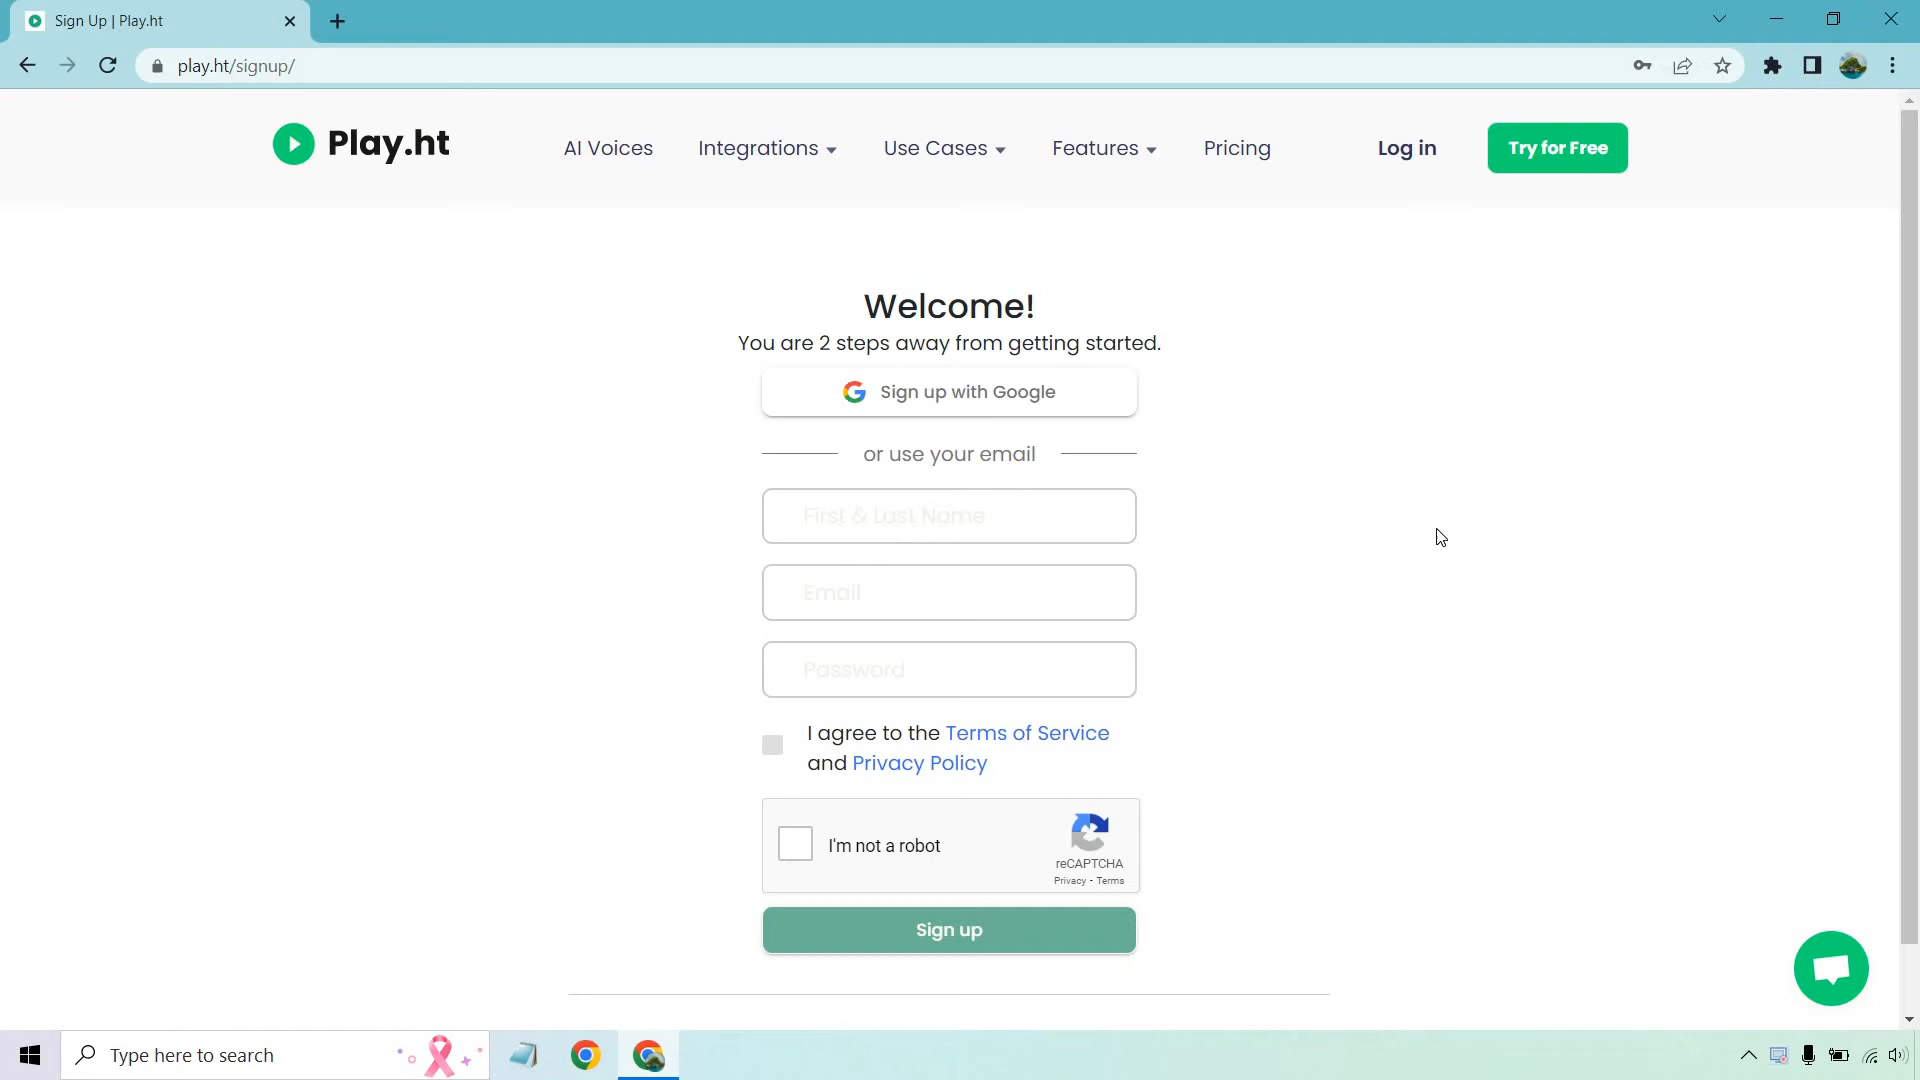 Sign Up | Play.ht
play.ht/signup/
Play.ht
AI Voices
Integrations
Use Cases
Features
Pricing
Log in
Try for Free
Welcome!
You are 2 steps away from getting started.
Sign up with Google
or use your email
First & Last Name
Email
Password
I agree to the Terms of Service
and Privacy Policy
I'm not a robot
reCAPTCHA
Privacy - Terms
Sign up
Type here to search